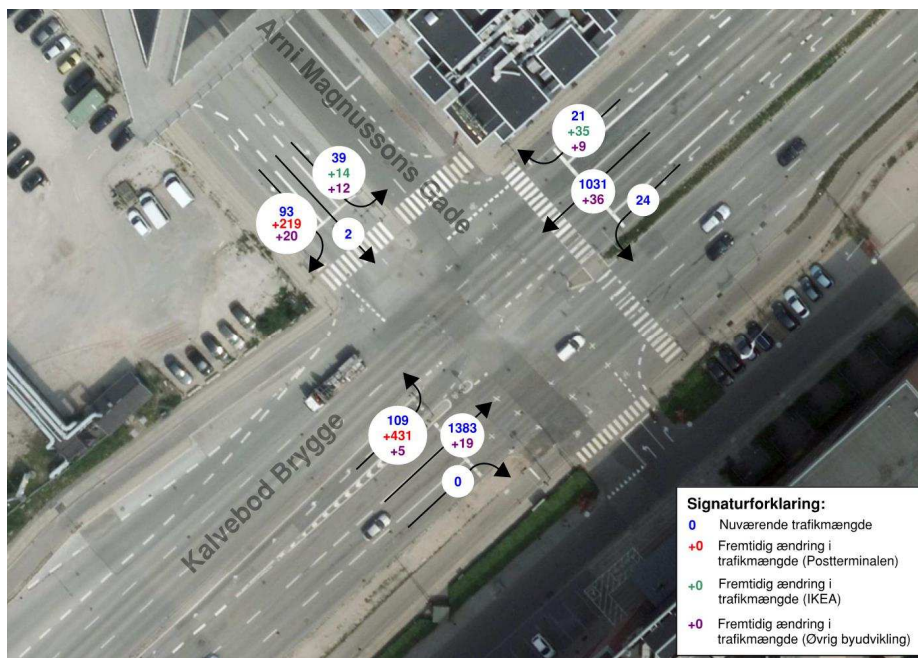 Arni Magnussons Gade
21
+35
+9
39
+14
+12
1031
+36
24
93
+219
+20
2
109
+431
+5
1383
+19
0
Kalvebod Brygge
Signaturforklaring:
0 Nuværende trafikmængde
+0 Fremtidig ændring i
trafikmængde (Postterminalen)
+0 Fremtidig ændring i
trafikmængde (IKEA)
+0 Fremtidig ændring i
trafikmængde (Øvrig byudvikling)